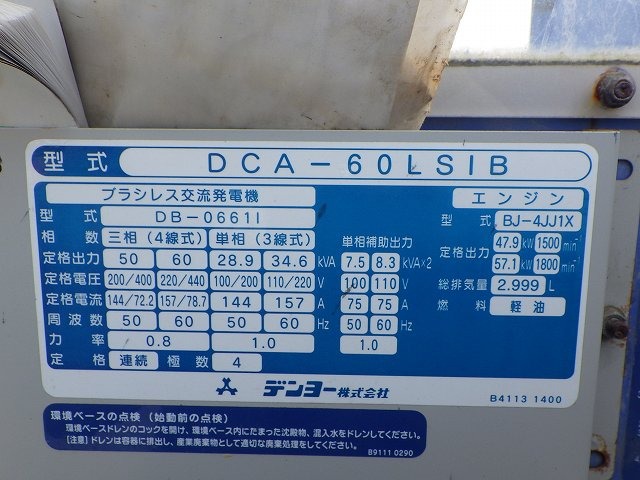 型式 DCA-60LSIB
ブラシレス交流発電機 エンジン
型式 DB-0661I 型式 BJ-4JJ1X
相数 三相(4線式) 単相(3線式) 単相補助出力 定格出力 47.9 kW 1500 min⁻¹
定格出力 50 60 28.9 34.6 kVA 7.5 8.3 kVA×2 57.1 kW 1800 min⁻¹
定格電圧 200/400 220/440 100/200 110/220 V 100 110 V 総排気量 2.999 L
定格電流 144/72.2 157/78.7 144 157 A 75 75 A 燃料 軽油
周波数 50 60 50 60 Hz 50 60 Hz
力率 0.8 1.0 1.0
定格 連続 極数 4
デンヨー株式会社
B4113 1400
環境ベースの点検(始動前の点検)
環境ベースドレンのコックを開け、環境ベース内にたまった沈殿物、混入水をドレンしてください。
[注意]ドレンは容器に排出し、産業廃棄物として適切な廃棄処理をしてください。
B9111 0290